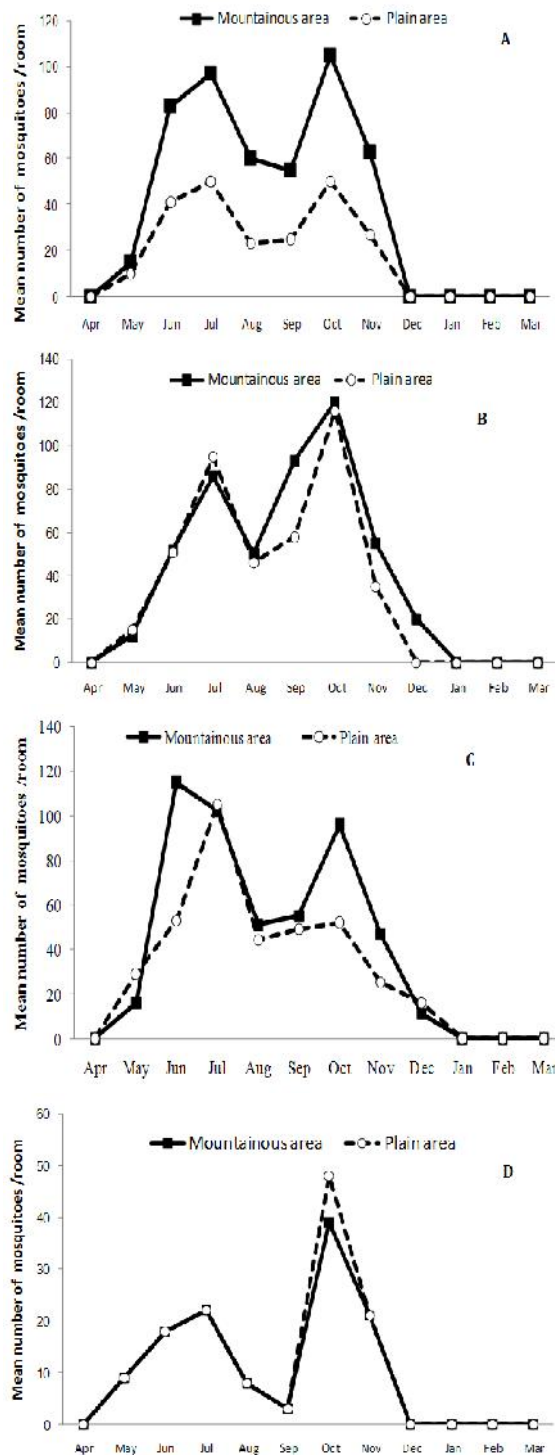 Mountainous area Plain area
A
Mean number of mosquitoes /room
120
100
80
60
40
20
0
Apr May Jun Jul Aug Sep Oct Nov Dec Jan Feb Mar
Mountainous area Plain area
B
Mean number of mosquitoes /room
140
120
100
80
60
40
20
0
Apr May Jun Jul Aug Sep Oct Nov Dec Jan Feb Mar
Mountainous area Plain area
C
Mean number of mosquitoes /room
140
120
100
80
60
40
20
0
Apr May Jun Jul Aug Sep Oct Nov Dec Jan Feb Mar
Mountainous area Plain area
D
Mean number of mosquitoes/room
60
50
40
30
20
10
0
Apr May Jun Jul Aug Sep Oct Nov Dec Jan Feb Mar